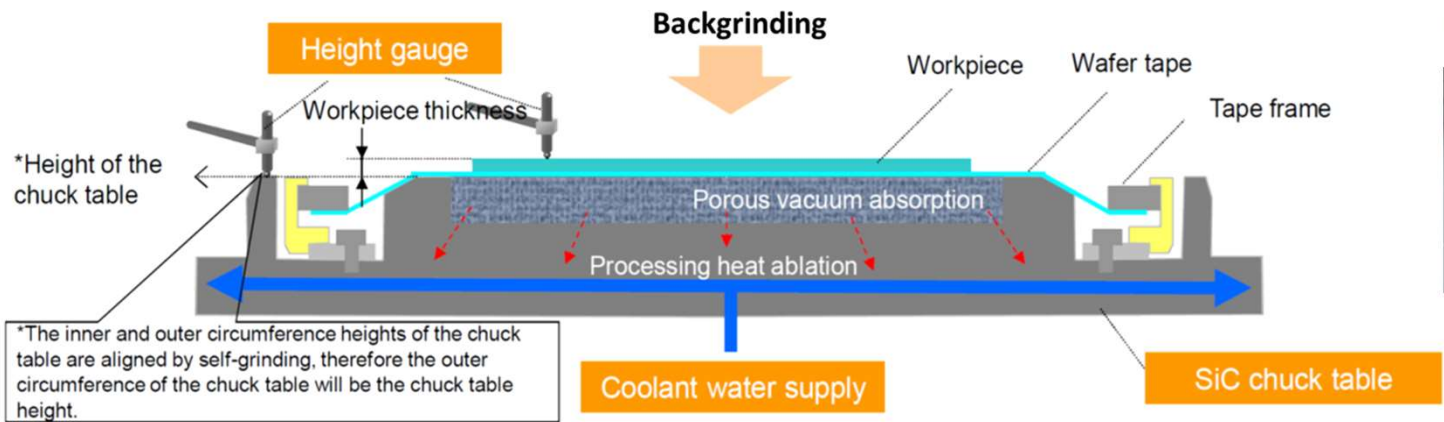 Backgrinding
Height gauge
Workpiece
Wafer tape
Tape frame
Workpiece thickness
*Height of the
chuck table
Porous vacuum absorption
Processing heat ablation
*The inner and outer circumference heights of the chuck
table are aligned by self-grinding, therefore the outer
circumference of the chuck table will be the chuck table
height.
Coolant water supply
SiC chuck table